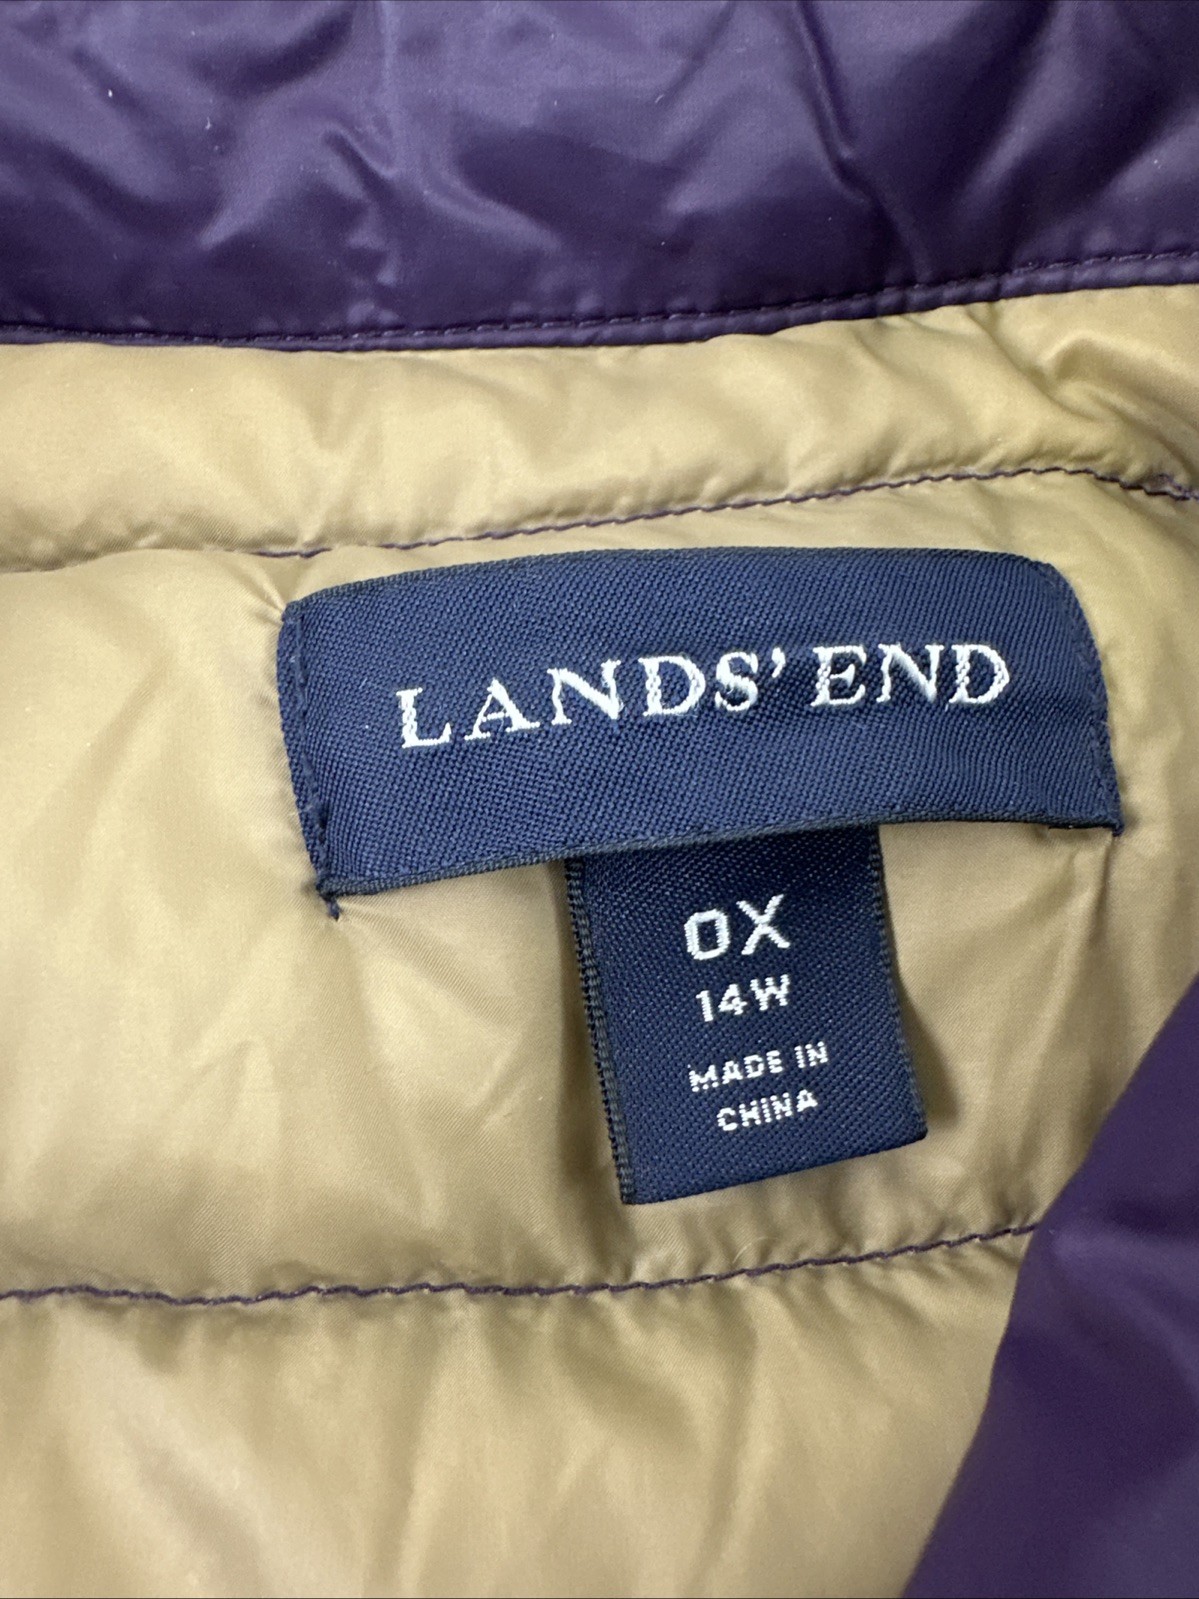 LANDS' END
0X
14W
MADE IN
CHINA